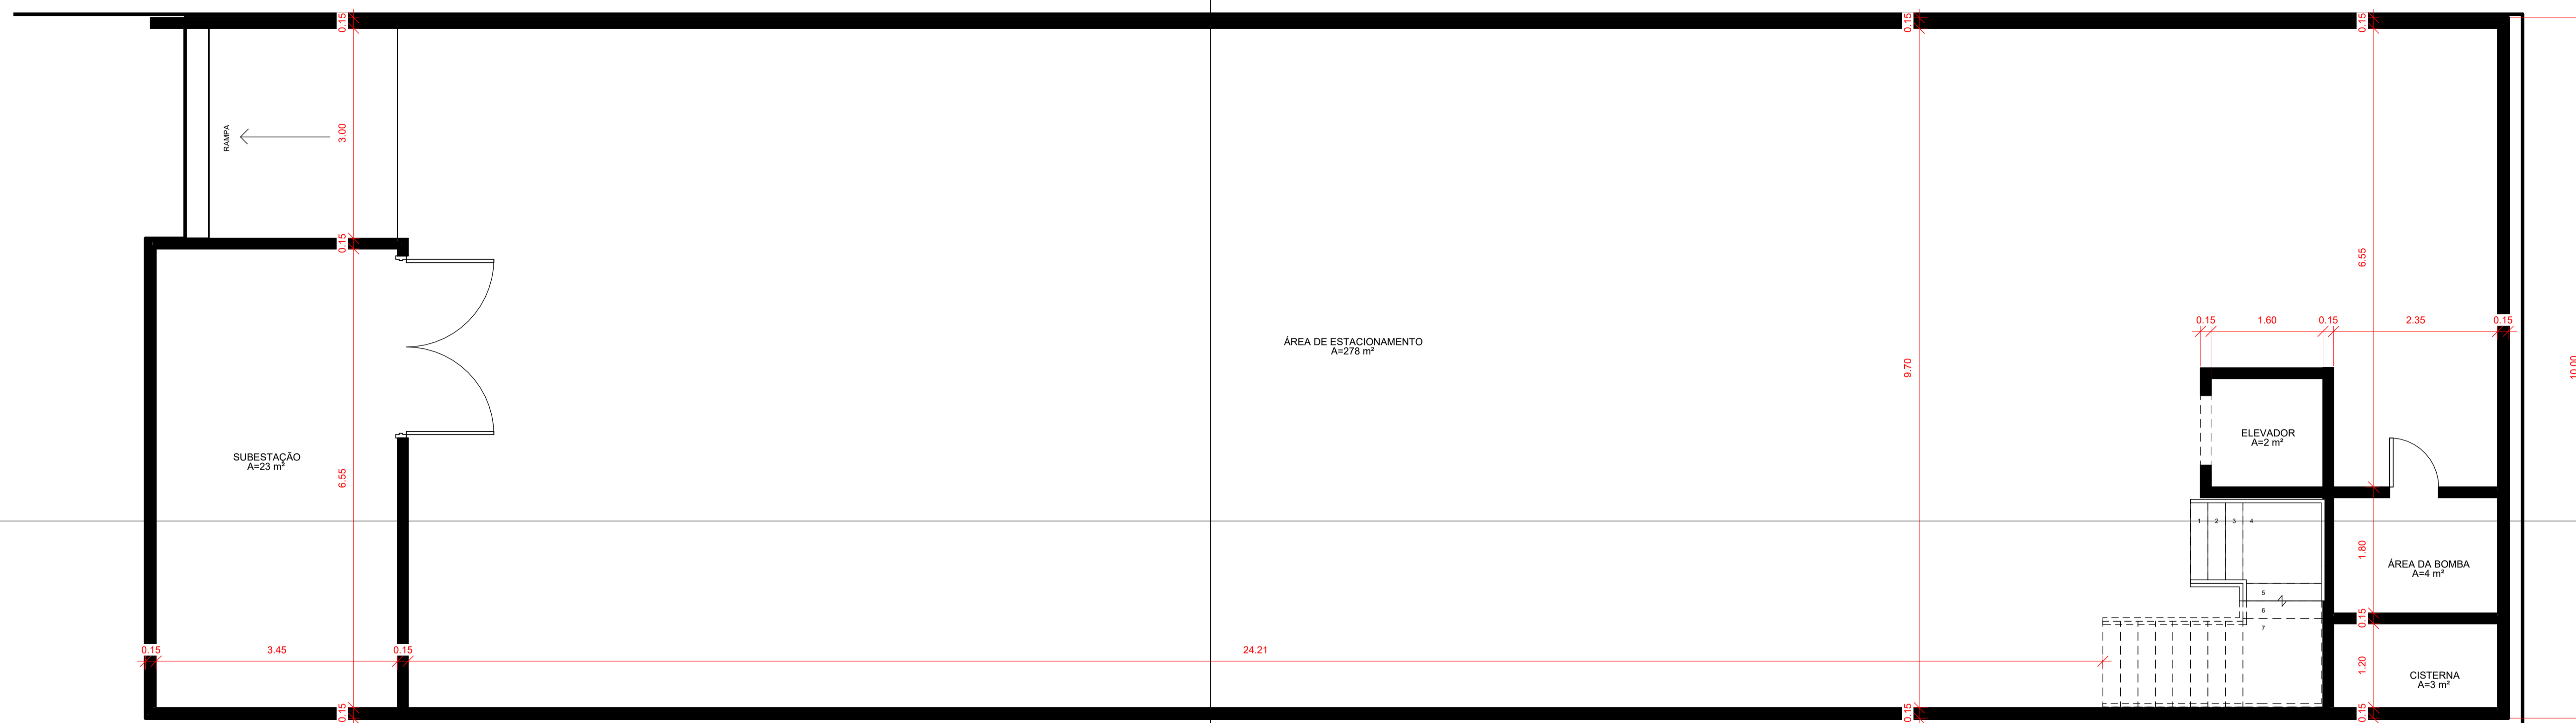 0.15
0.15
0.15
RAMPA
3.00
0.15
6.55
SUBESTAÇÃO
A=23 m²
0.15
3.45
0.15
24.21
0.15
ÁREA DE ESTACIONAMENTO
A=278 m²
9.70
0.15
6.55
0.15
1.60
0.15
2.35
0.15
10.00
ELEVADOR
A=2 m²
1 2 3 4
5
6
7
1.80
ÁREA DA BOMBA
A=4 m²
0.15
1.20
CISTERNA
A=3 m²
0.15